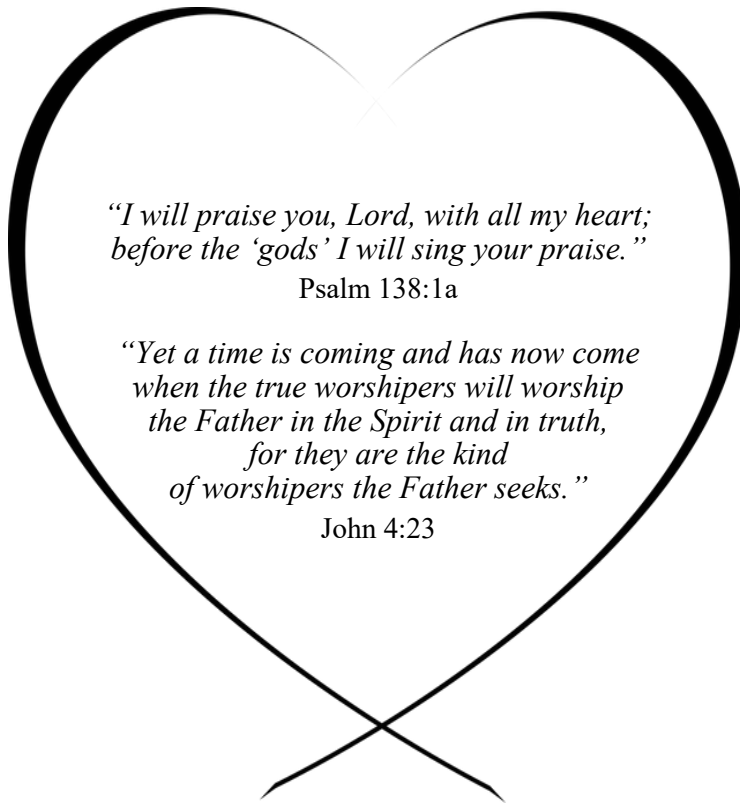 “I will praise you, Lord, with all my heart;
before the ‘gods’ I will sing your praise.”
Psalm 138:1a
“Yet a time is coming and has now come
when the true worshipers will worship
the Father in the Spirit and in truth,
for they are the kind
of worshipers the Father seeks.”
John 4:23